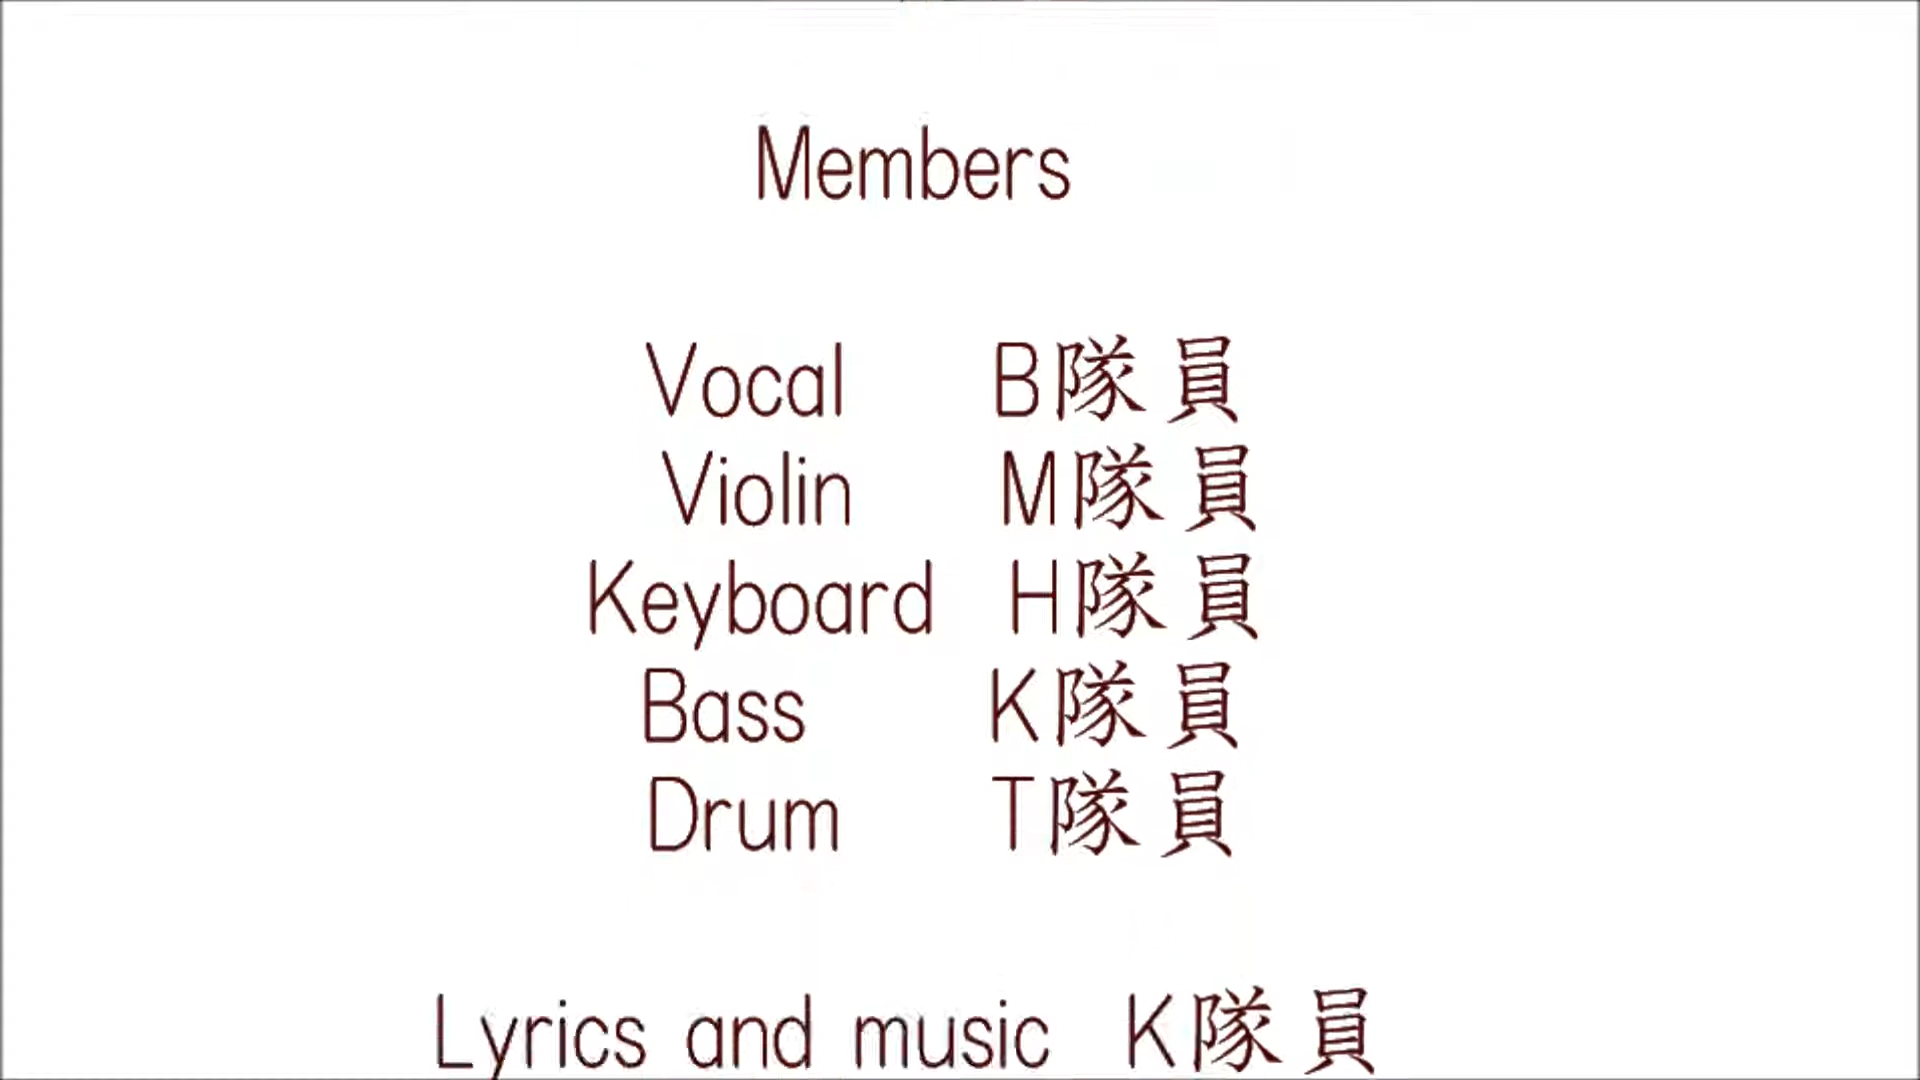 Members
Vocal B隊員
Violin M隊員
Keyboard H隊員
Bass K隊員
Drum T隊員
Lyrics and music K隊員